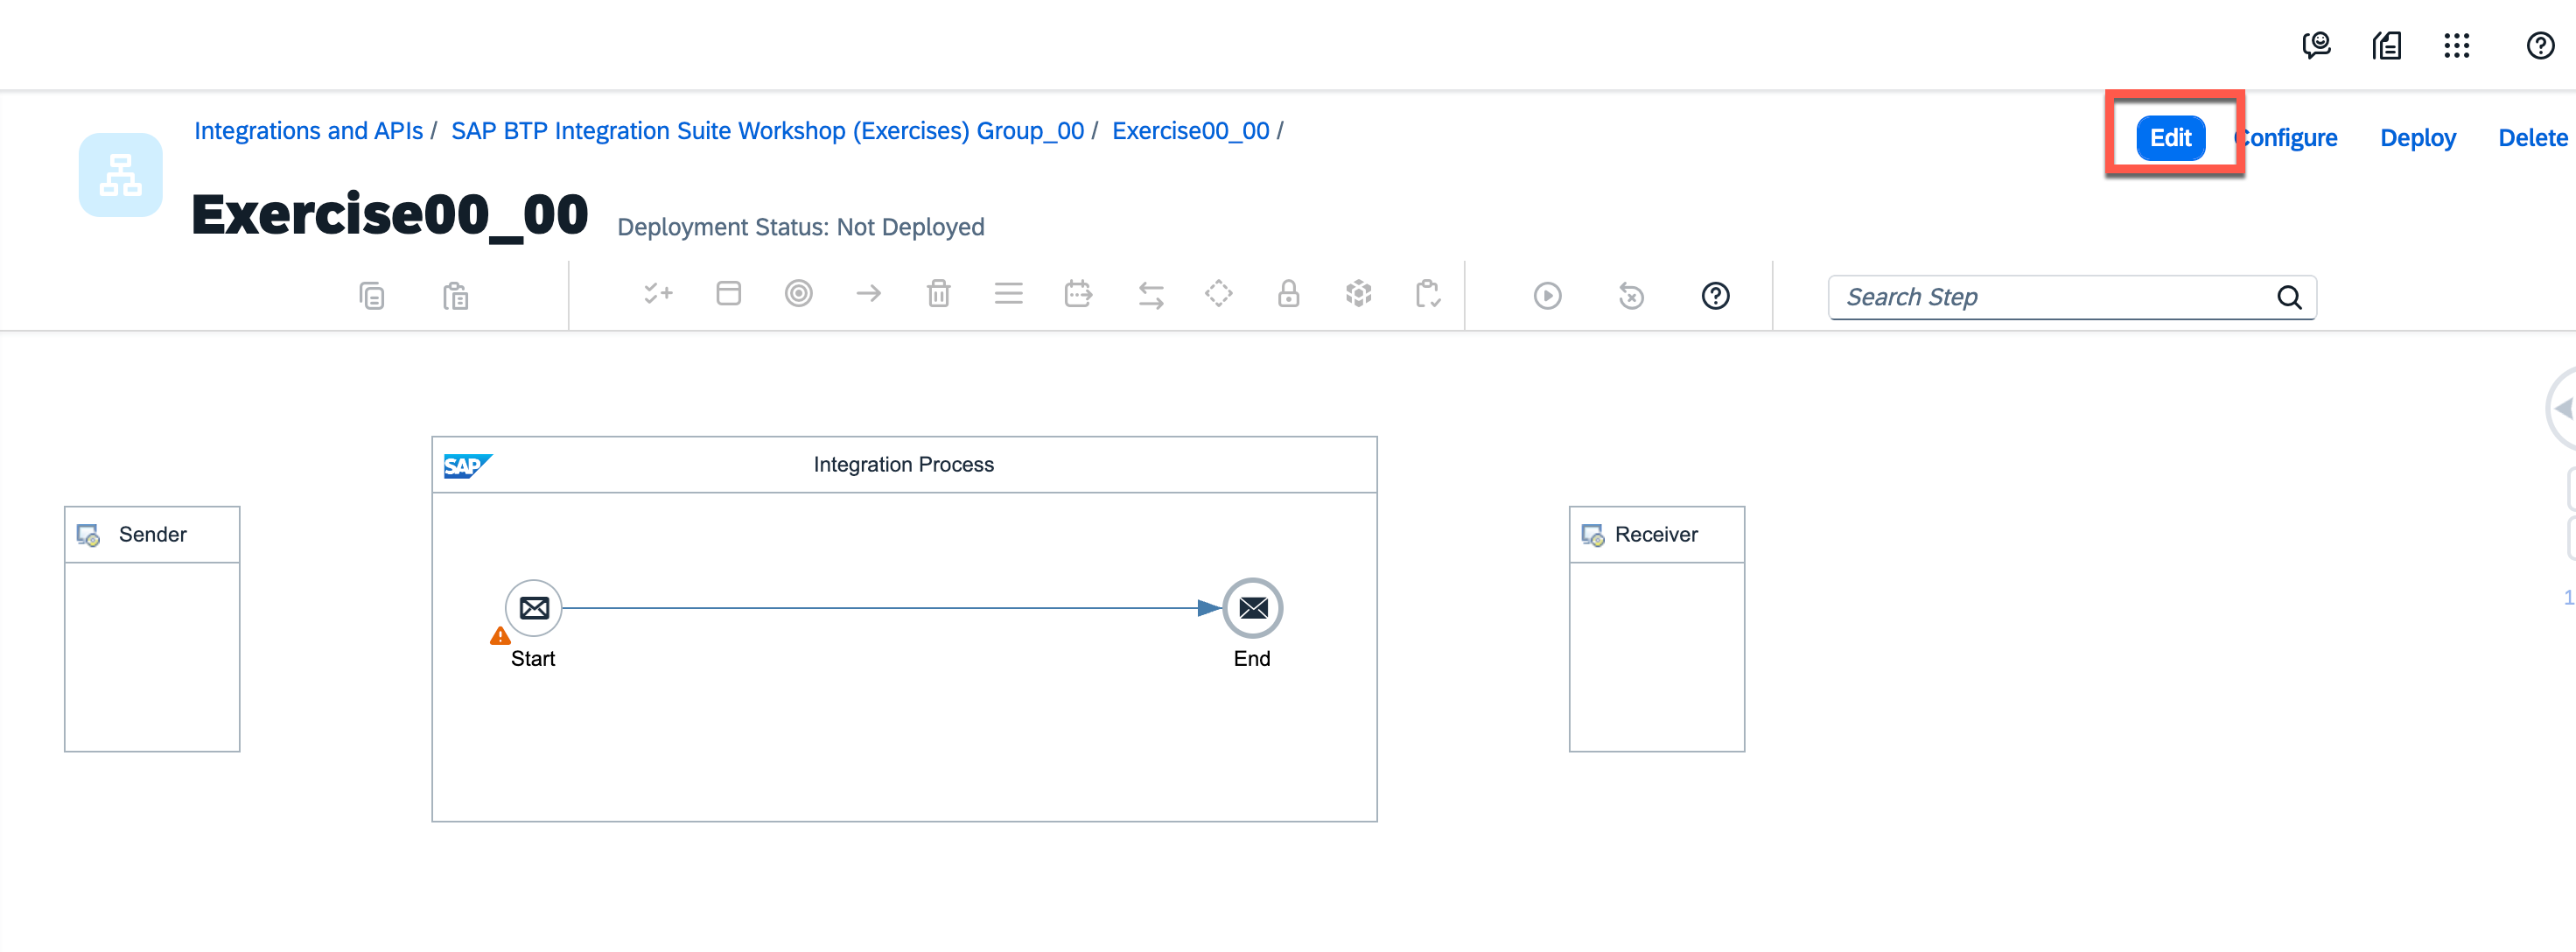 Integrations and APIs / SAP BTP Integration Suite Workshop (Exercises) Group_00 / Exercise00_00 /
Edit Configure Deploy Delete
Exercise00_00 Deployment Status: Not Deployed
Search Step
SAP Integration Process
Sender
Receiver
Start
End
1